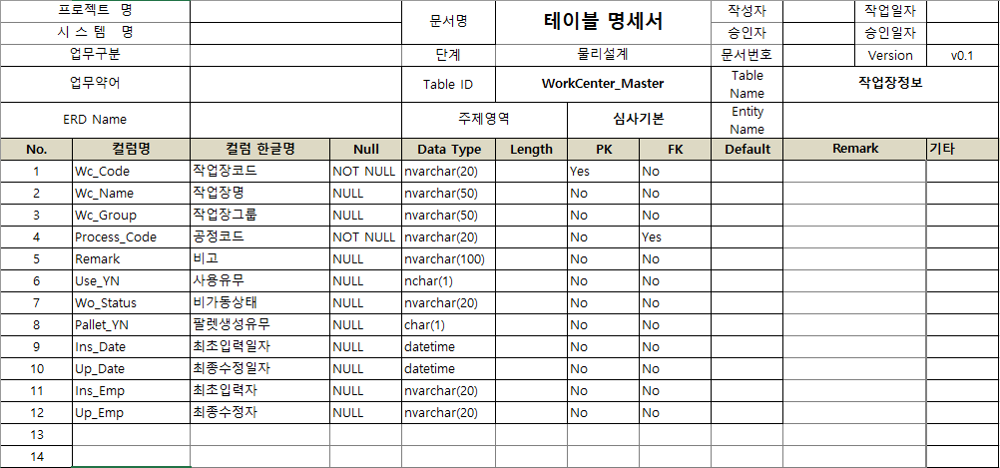 프로젝트 명 문서명 테이블 명세서 작성자 작업일자
시 스 템 명 승인자 승인일자
업무구분 단계 물리설계 문서번호 Version v0.1
업무약어 Table ID WorkCenter_Master Table Name 작업장정보
ERD Name 주제영역 심사기본 Entity Name
No. 컬럼명 컬럼 한글명 Null Data Type Length PK FK Default Remark 기타
1 Wc_Code 작업장코드 NOT NULL nvarchar(20) Yes No
2 Wc_Name 작업장명 NULL nvarchar(50) No No
3 Wc_Group 작업장그룹 NULL nvarchar(50) No No
4 Process_Code 공정코드 NOT NULL nvarchar(20) No Yes
5 Remark 비고 NULL nvarchar(100) No No
6 Use_YN 사용유무 NULL nchar(1) No No
7 Wo_Status 비가동상태 NULL nvarchar(20) No No
8 Pallet_YN 팔렛생성유무 NULL char(1) No No
9 Ins_Date 최초입력일자 NULL datetime No No
10 Up_Date 최종수정일자 NULL datetime No No
11 Ins_Emp 최초입력자 NULL nvarchar(20) No No
12 Up_Emp 최종수정자 NULL nvarchar(20) No No
13
14